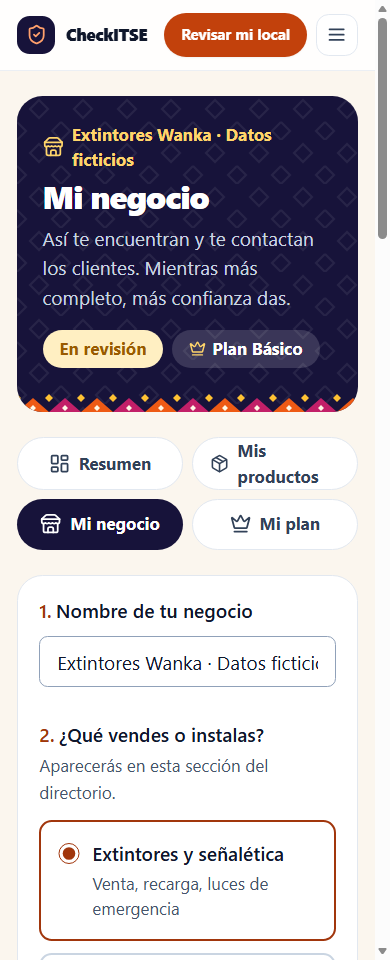 CheckITSE
Revisar mi local
Extintores Wanka · Datos
ficticios
Mi negocio
Así te encuentran y te contactan
los clientes. Mientras más
completo, más confianza das.
En revisión
Plan Básico
Resumen
Mis
productos
Mi negocio
Mi plan
1. Nombre de tu negocio
Extintores Wanka · Datos ficticio
2. ¿Qué vendes o instalas?
Aparecerás en esta sección del
directorio.
Extintores y señalética
Venta, recarga, luces de
emergencia